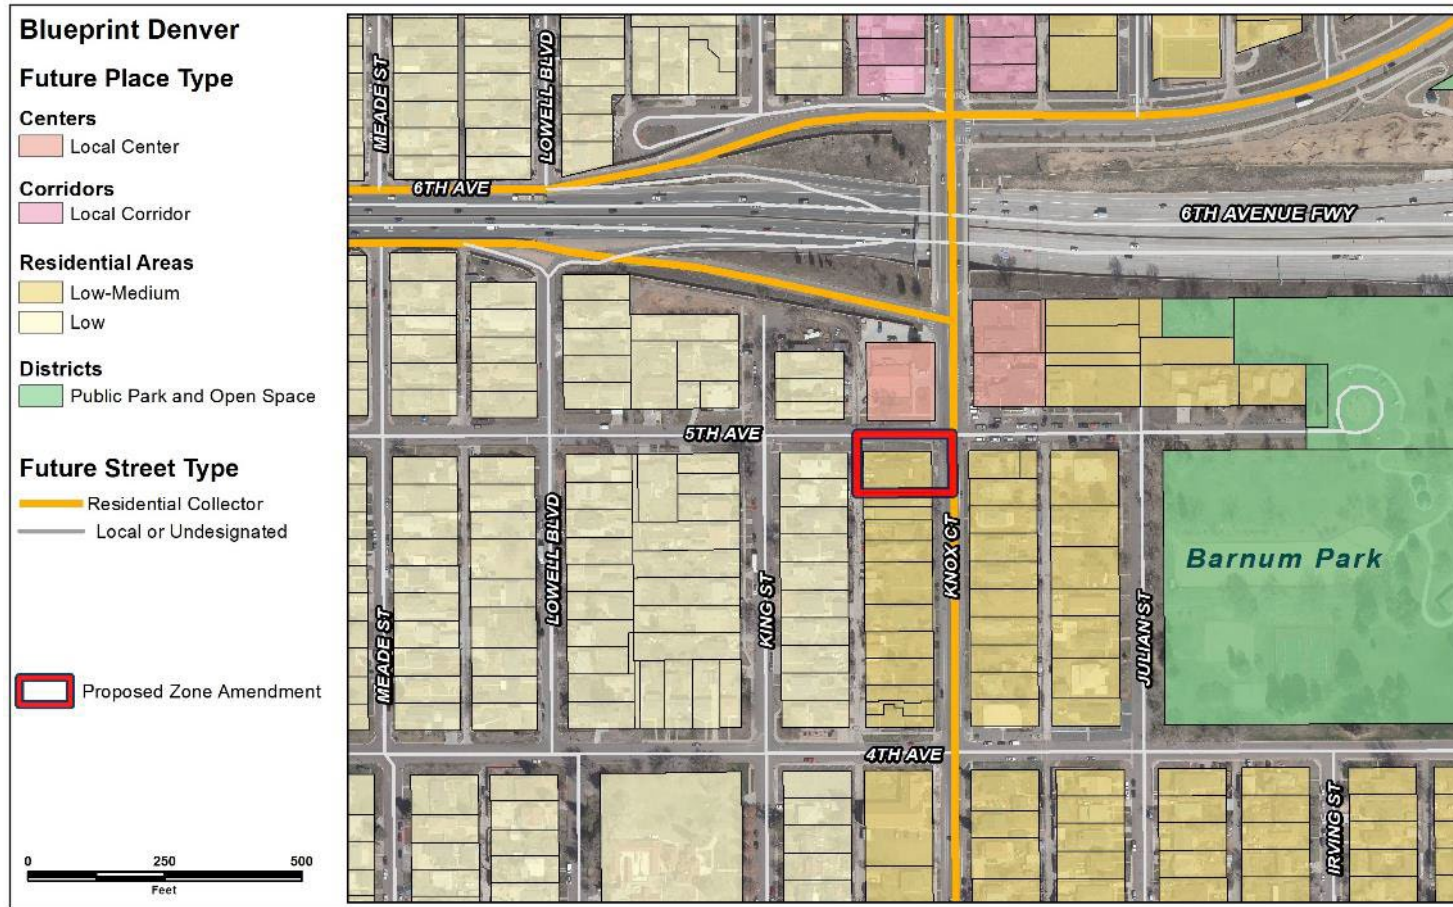 Blueprint Denver
Future Place Type
Centers
Local Center
Corridors
Local Corridor
Residential Areas
Low-Medium
Low
Districts
Public Park and Open Space
Future Street Type
Residential Collector
Local or Undesignated
Proposed Zone Amendment
0 250 500
Feet
MEADE ST
LOWELL BLVD
6TH AVE
6TH AVENUE FWY
5TH AVE
KNOX CT
Barnum Park
LOWELL BLVD
KING ST
MEADE ST
JULIAN ST
4TH AVE
IRVING ST